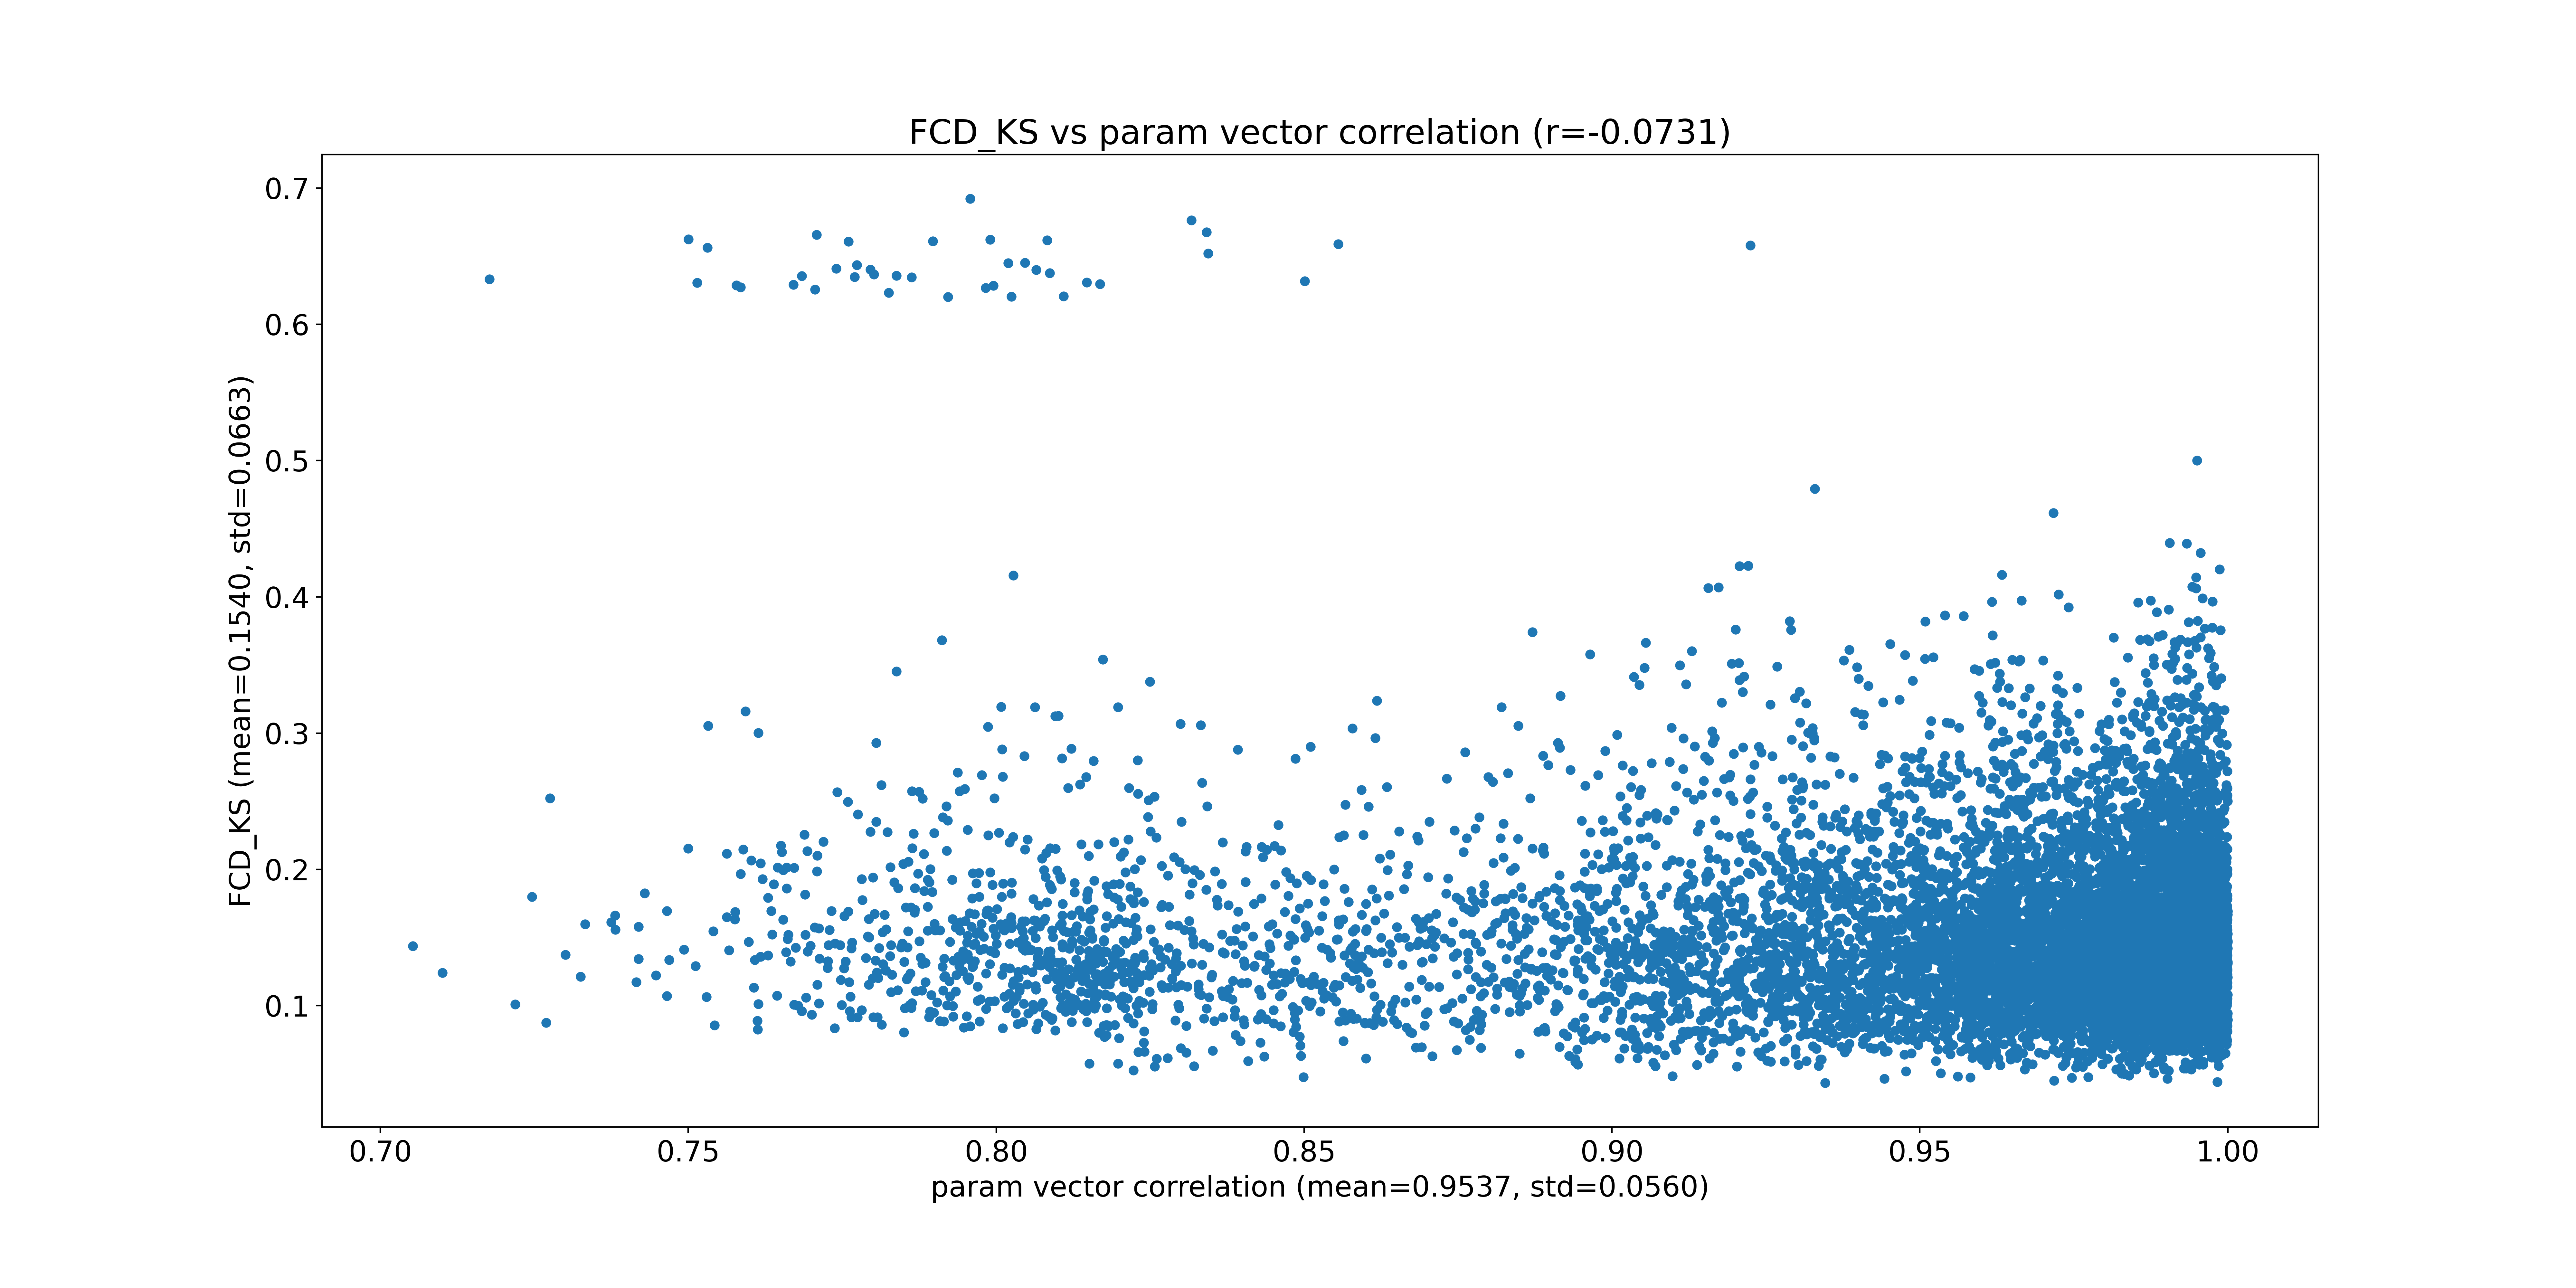 FCD_KS vs param vector correlation (r=-0.0731)
FCD_KS (mean=0.1540, std=0.0663)
0.7
0.6
0.5
0.4
0.3
0.2
0.1
0.70 0.75 0.80 0.85 0.90 0.95 1.00
param vector correlation (mean=0.9537, std=0.0560)